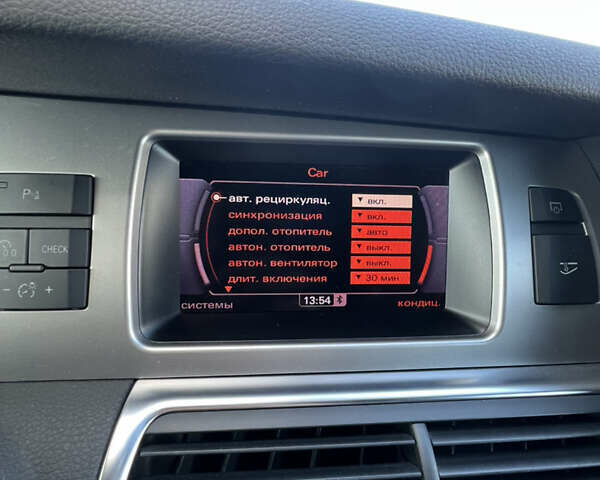 Car
авт. рециркуляц. вкл.
синхронизация вкл.
допол. отопитель авто
автон. отопитель выкл.
автон. вентилятор выкл.
длит. включения 30 мин
системы 13:54 кондиц.
P
CHECK
- +